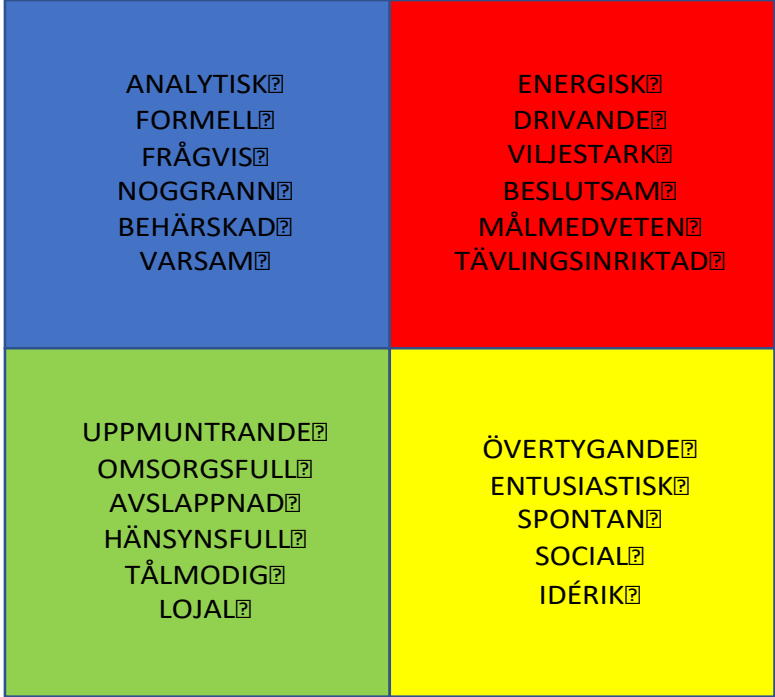 ANALYTISK
FORMELL
FRÅGVIS
NOGGRANN
BEHÄRSKAD
VARSAM
ENERGISK
DRIVANDE
VILJESTARK
BESLUTSAM
MÅLMEDVETEN
TÄVLINGSINRIKTAD
UPPMUNTRANDE
OMSORGSFULL
AVSLAPPNAD
HÄNSYNSFULL
TÅLMODIG
LOJAL
ÖVERTYGANDE
ENTUSIASTISK
SPONTAN
SOCIAL
IDÉRIK